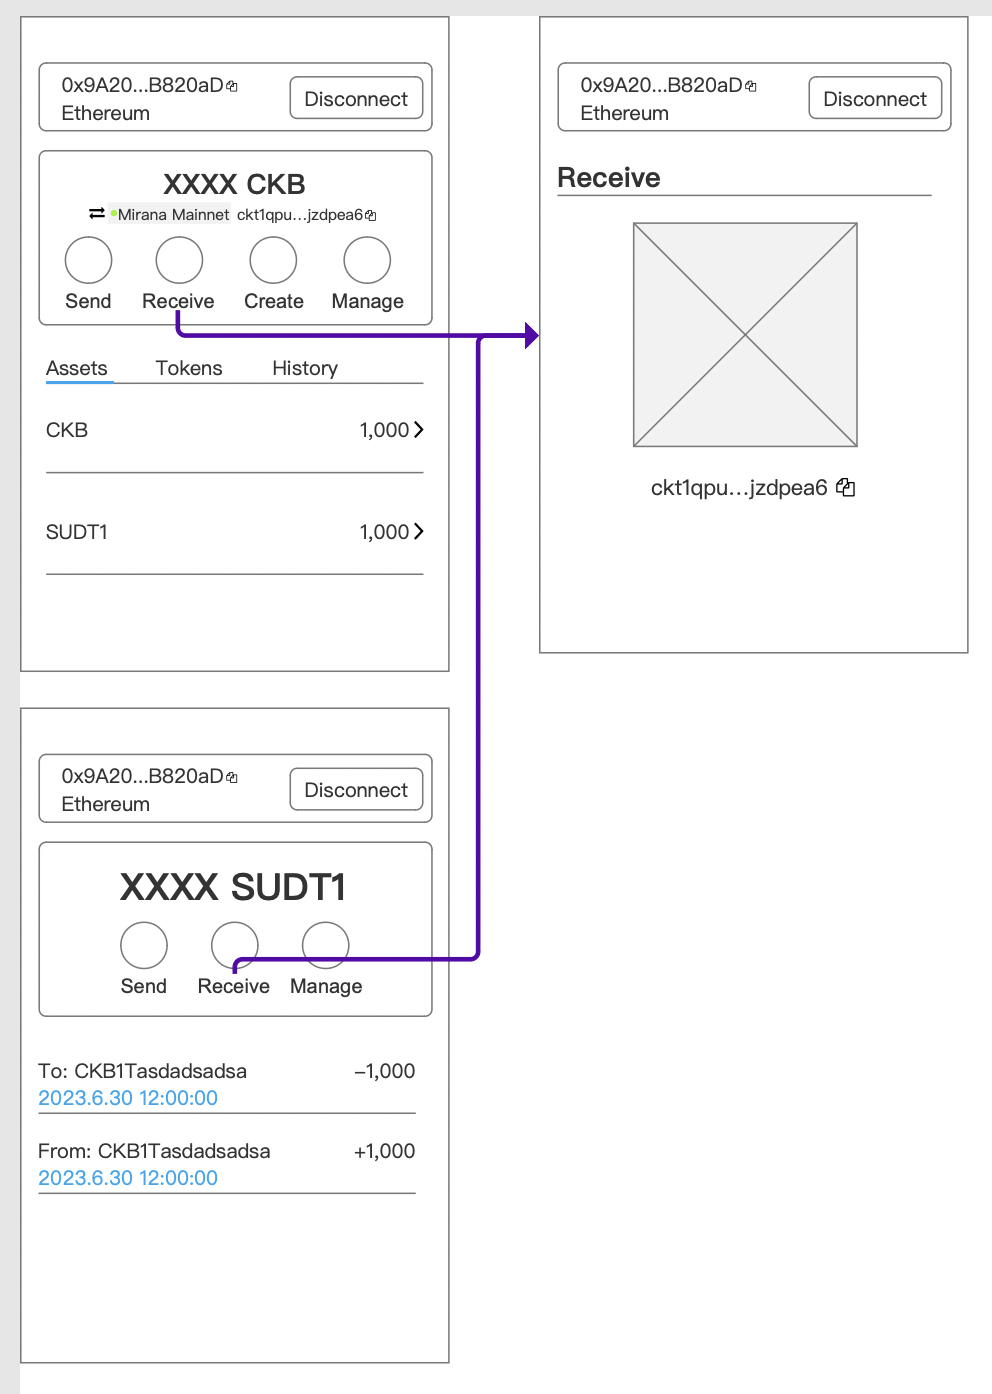 0x9A20...B820aD
Ethereum
Disconnect
XXXX CKB
Mirana Mainnet ckt1qpu...jzdpea6
Send Receive Create Manage
Assets Tokens History
CKB 1,000
SUDT1 1,000
0x9A20...B820aD
Ethereum
Disconnect
Receive
ckt1qpu...jzdpea6
0x9A20...B820aD
Ethereum
Disconnect
XXXX SUDT1
Send Receive Manage
To: CKB1Tasdadsadsa −1,000
2023.6.30 12:00:00
From: CKB1Tasdadsadsa +1,000
2023.6.30 12:00:00